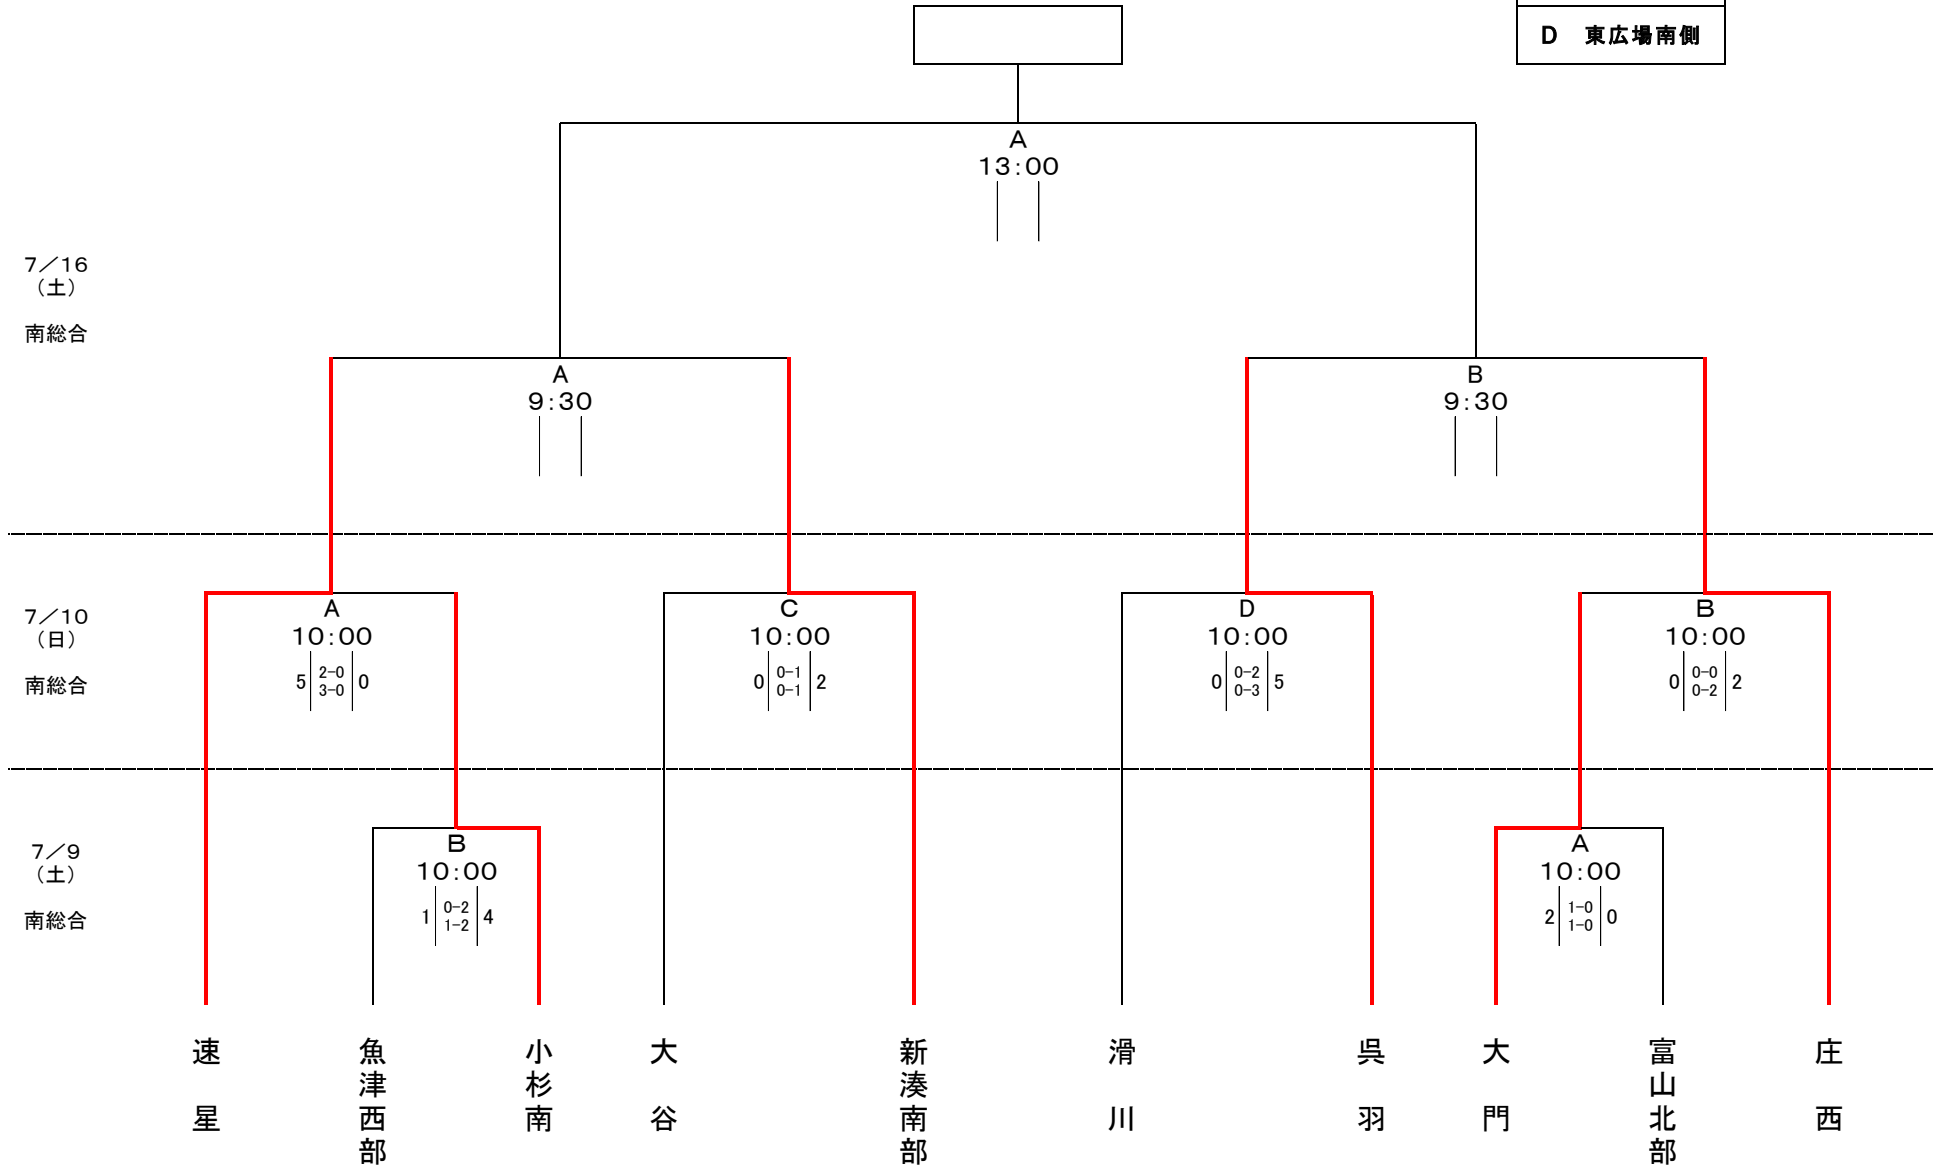 D 東広場南側
A
13:00
7／16
（土）
南総合
A
9:30
B
9:30
7／10
（日）
南総合
A
10:00
5 2-0 0
3-0
C
10:00
0 0-1 2
0-1
D
10:00
0 0-2 5
0-3
B
10:00
0 0-0 2
0-2
7／9
（土）
南総合
B
10:00
1 0-2 4
1-2
A
10:00
2 1-0 0
1-0
速星
魚津西部
小杉南
大谷
新湊南部
滑川
呉羽
大門
富山北部
庄西